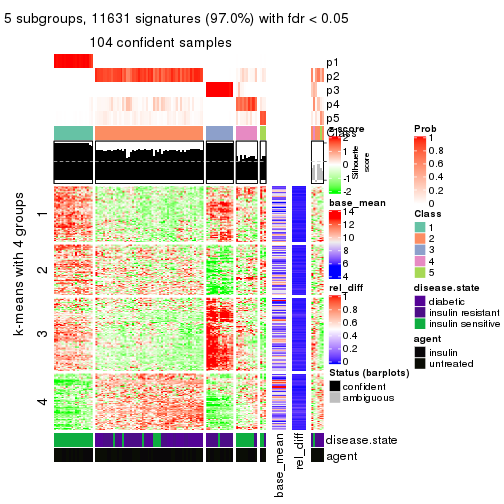 5 subgroups, 11631 signatures (97.0%) with fdr < 0.05
104 confident samples
p1
p2
p3
p4
p5
Class
k-means with 4 groups
1
2
3
4
Silhouette
score
disease.state
agent
base_mean
rel_diff
z-score
2
1
0
-1
-2
base_mean
14
12
10
8
6
4
rel_diff
1
0.8
0.6
0.4
0.2
0
Status (barplots)
confident
ambiguous
Prob
1
0.8
0.6
0.4
0.2
0
Class
1
2
3
4
5
disease.state
diabetic
insulin resistant
insulin sensitive
agent
insulin
untreated